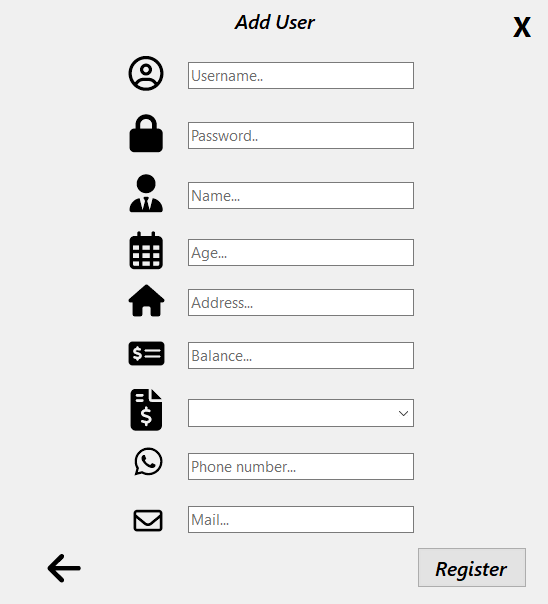 Add User
X
Username..
Password..
Name...
Age...
Address...
$
Balance...
$
Phone number...
Mail...
Register